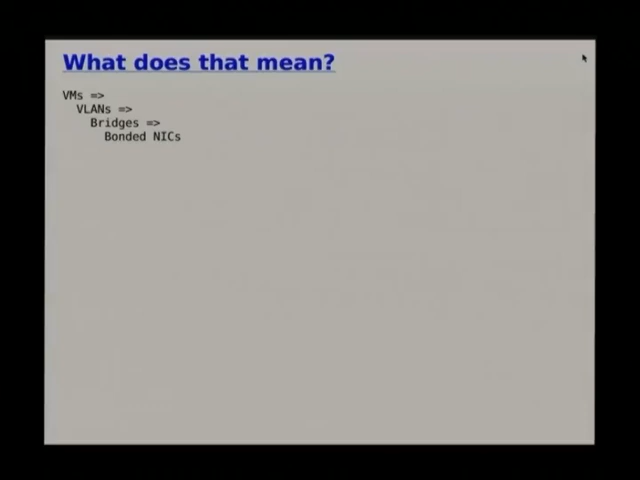 What does that mean?
VMs =>
VLANs =>
Bridges =>
Bonded NICs